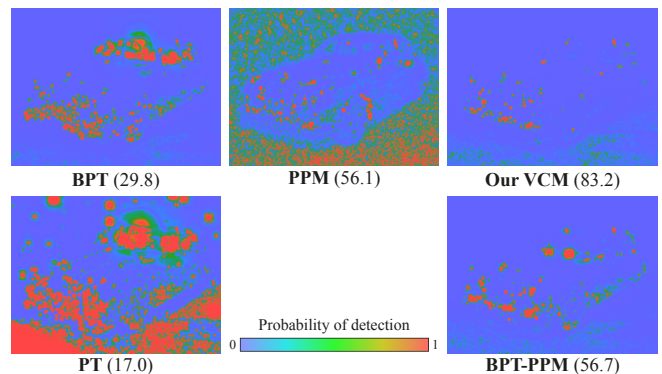 BPT (29.8)
PPM (56.1)
Our VCM (83.2)
Probability of detection
0 1
PT (17.0)
BPT-PPM (56.7)